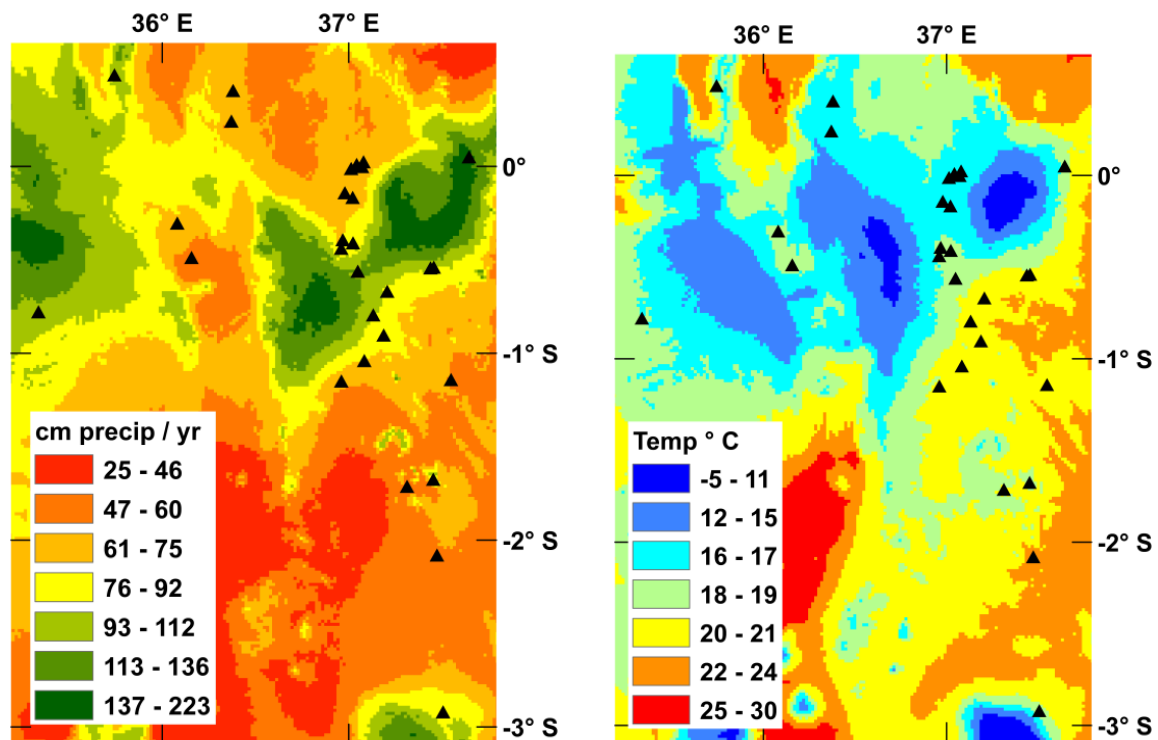 36° E
37° E
0°
-1° S
-2° S
-3° S
cm precip / yr
25 - 46
47 - 60
61 - 75
76 - 92
93 - 112
113 - 136
137 - 223
36° E
37° E
0°
-1° S
-2° S
-3° S
Temp ° C
-5 - 11
12 - 15
16 - 17
18 - 19
20 - 21
22 - 24
25 - 30